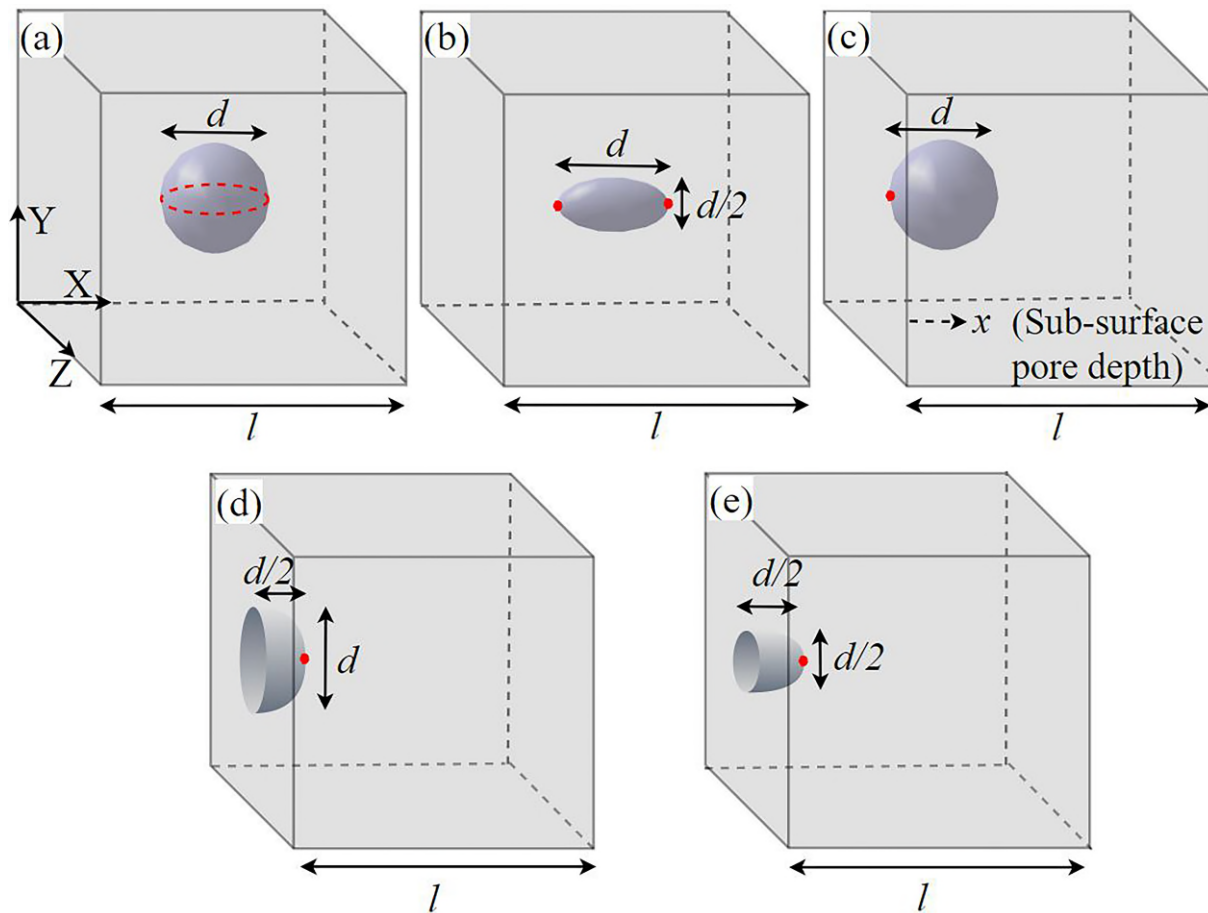 (a)
(b)
(c)
d
d
d
d/2
Y
X
Z
x (Sub-surface
pore depth)
l
l
l
(d)
(e)
d/2
d/2
d
d/2
l
l